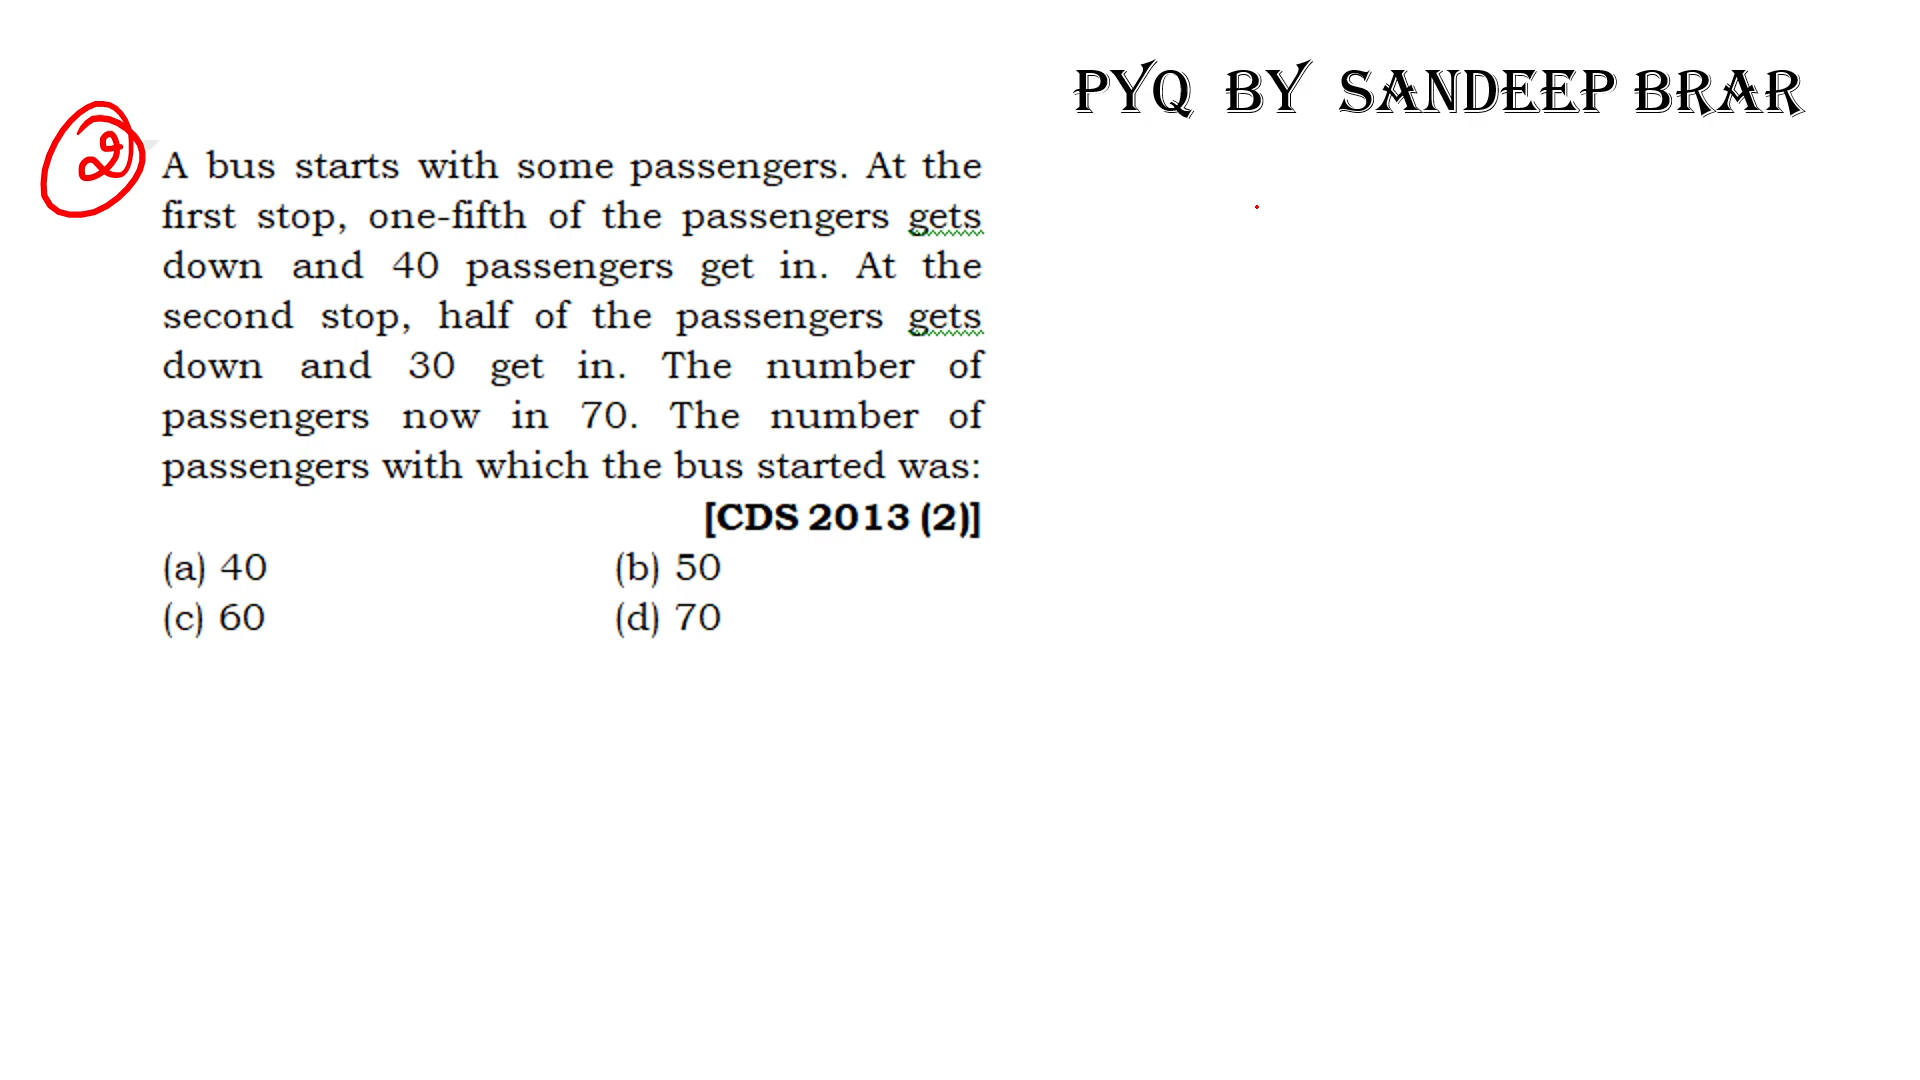 PYQ BY SANDEEP BRAR
2
A bus starts with some passengers. At the
first stop, one-fifth of the passengers gets
down and 40 passengers get in. At the
second stop, half of the passengers gets
down and 30 get in. The number of
passengers now in 70. The number of
passengers with which the bus started was:
[CDS 2013 (2)]
(a) 40 (b) 50
(c) 60 (d) 70